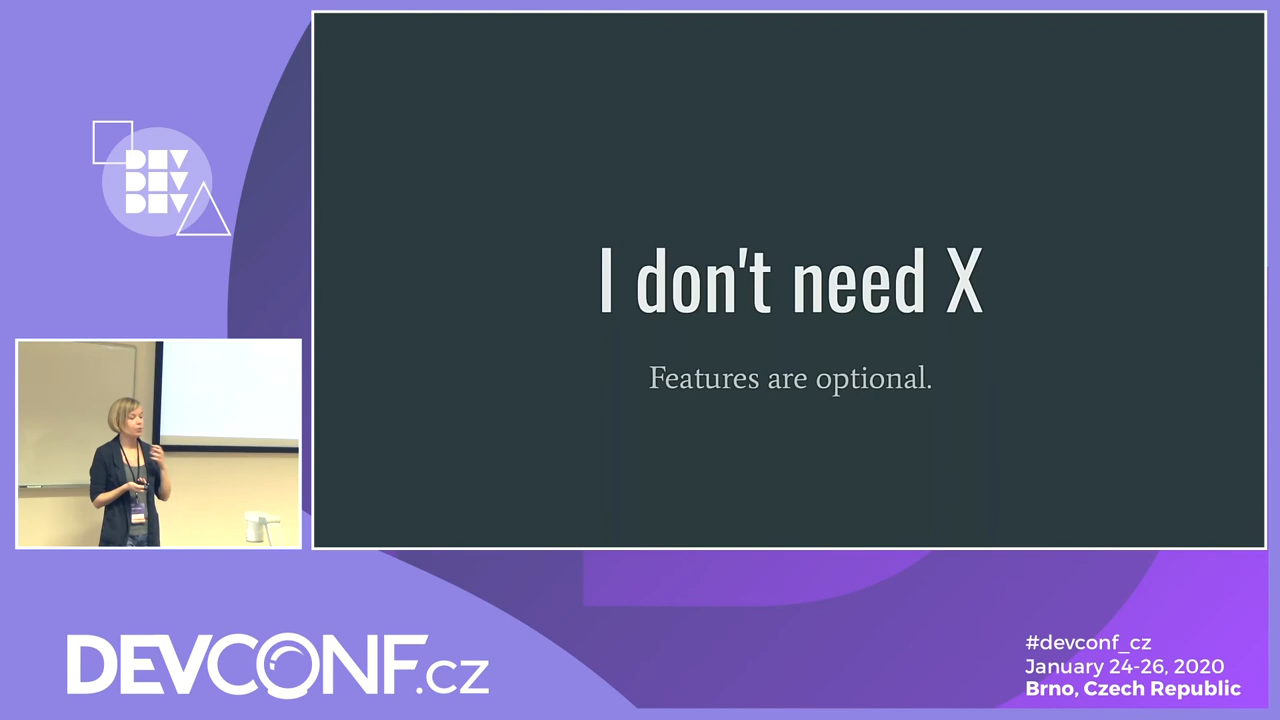 DEV
DEV
DEV
I don't need X
Features are optional.
DEVCONF.cz
#devconf_cz
January 24-26, 2020
Brno, Czech Republic